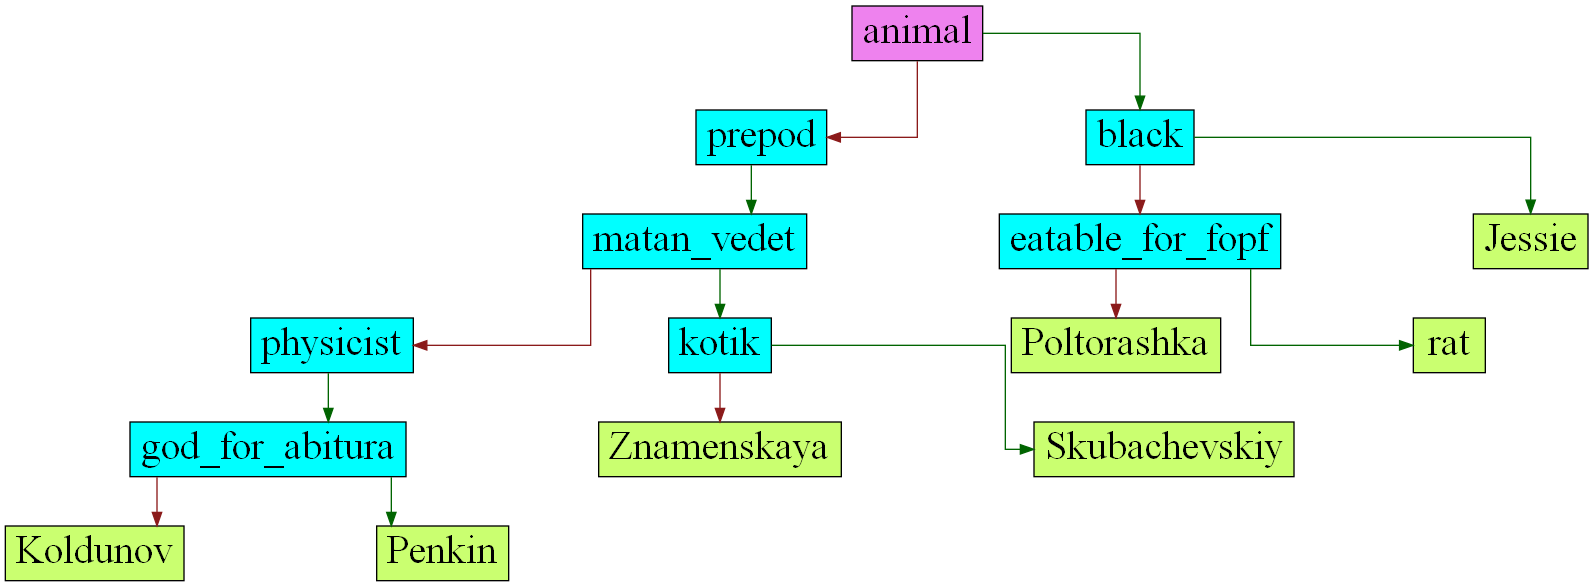 animal
prepod
black
matan_vedet
eatable_for_fopf
Jessie
physicist
kotik
Poltorashka
rat
god_for_abitura
Znamenskaya
Skubachevskiy
Koldunov
Penkin